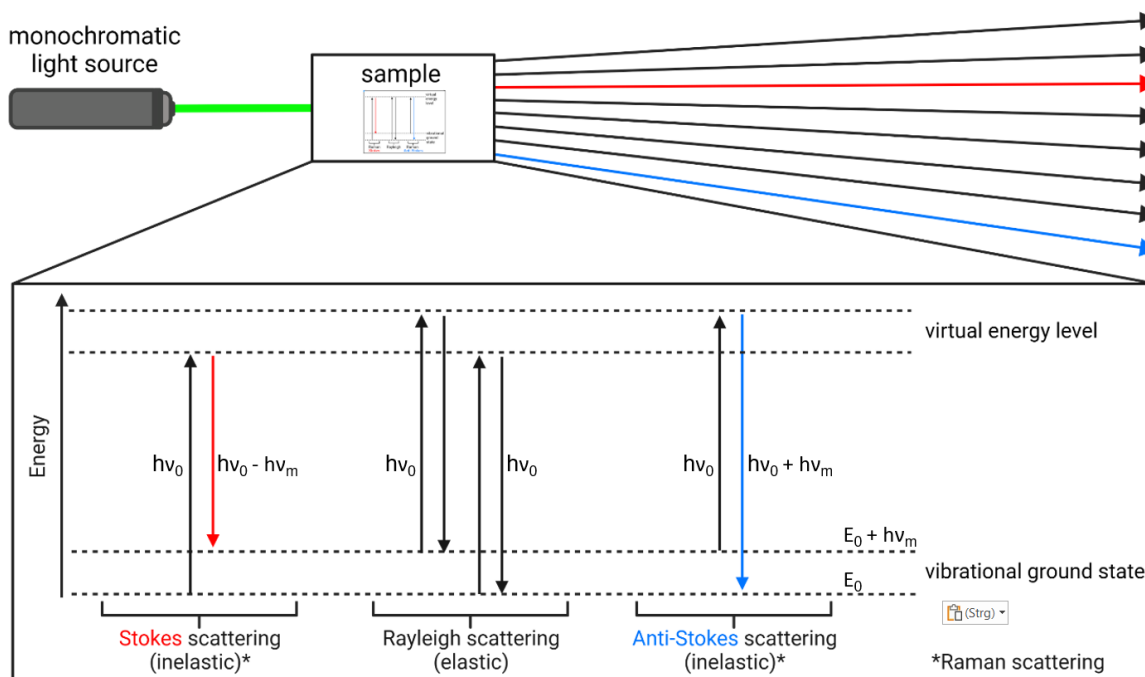 monochromatic
light source
sample
virtual energy level
Energy
hν₀
hν₀ - hνₘ
hν₀
hν₀
hν₀
hν₀ + hνₘ
E₀ + hνₘ
E₀
vibrational ground state
(Strg)
Stokes scattering
(inelastic)*
Rayleigh scattering
(elastic)
Anti-Stokes scattering
(inelastic)*
*Raman scattering